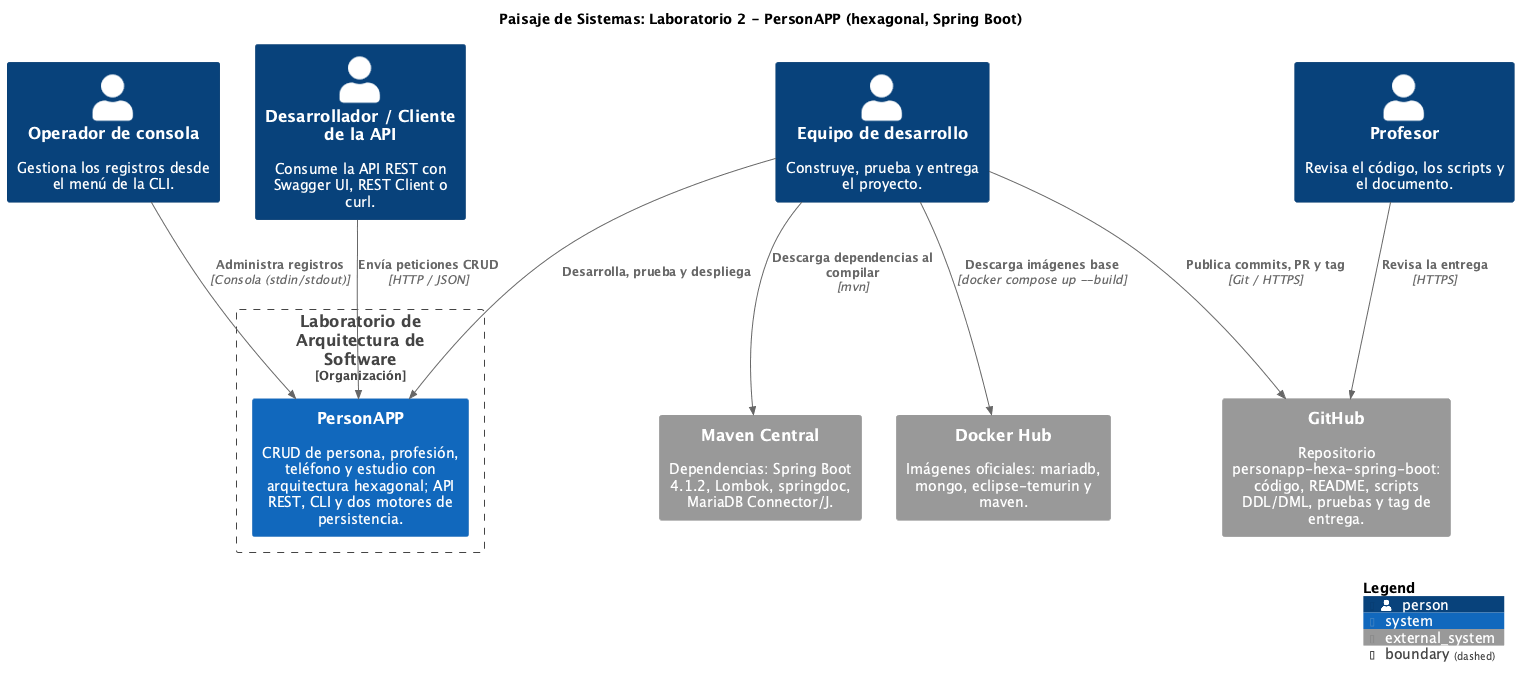 Paisaje de Sistemas: Laboratorio 2 - PersonAPP (hexagonal, Spring Boot)
Operador de consola
Gestiona los registros desde
el menú de la CLI.
Desarrollador / Cliente
de la API
Consume la API REST con
Swagger UI, REST Client o
curl.
Equipo de desarrollo
Construye, prueba y entrega
el proyecto.
Profesor
Revisa el código, los scripts y
el documento.
Administra registros
[Consola (stdin/stdout)]
Envía peticiones CRUD
[HTTP / JSON]
Desarrolla, prueba y despliega
Descarga dependencias al
compilar
[mvn]
Descarga imágenes base
[docker compose up --build]
Publica commits, PR y tag
[Git / HTTPS]
Revisa la entrega
[HTTPS]
Laboratorio de
Arquitectura de
Software
[Organización]
PersonAPP
CRUD de persona, profesión,
teléfono y estudio con
arquitectura hexagonal; API
REST, CLI y dos motores de
persistencia.
Maven Central
Dependencias: Spring Boot
4.1.2, Lombok, springdoc,
MariaDB Connector/J.
Docker Hub
Imágenes oficiales: mariadb,
mongo, eclipse-temurin y
maven.
GitHub
Repositorio
personapp-hexa-spring-boot:
código, README, scripts
DDL/DML, pruebas y tag de
entrega.
Legend
person
system
external_system
boundary (dashed)